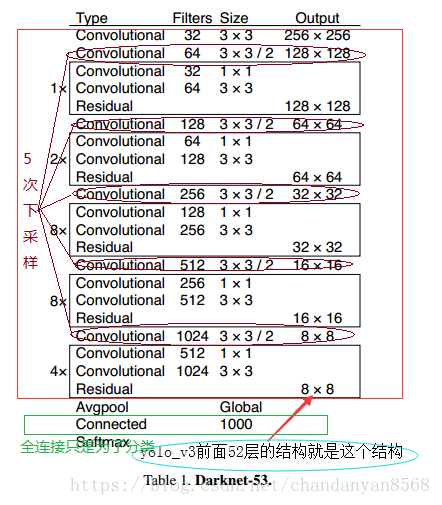 Type Filters Size Output
Convolutional 32 3 × 3 256 × 256
Convolutional 64 3 × 3 / 2 128 × 128
Convolutional 32 1 × 1
1× Convolutional 64 3 × 3
Residual 128 × 128
Convolutional 128 3 × 3 / 2 64 × 64
Convolutional 64 1 × 1
2× Convolutional 128 3 × 3
Residual 64 × 64
Convolutional 256 3 × 3 / 2 32 × 32
Convolutional 128 1 × 1
8× Convolutional 256 3 × 3
Residual 32 × 32
Convolutional 512 3 × 3 / 2 16 × 16
Convolutional 256 1 × 1
8× Convolutional 512 3 × 3
Residual 16 × 16
Convolutional 1024 3 × 3 / 2 8 × 8
Convolutional 512 1 × 1
4× Convolutional 1024 3 × 3
Residual 8 × 8
Avgpool Global
Connected 1000
Softmax
5次下采样
全连接只是为了分类
yolo_v3前面52层的结构就是这个结构
Table 1. Darknet-53.
https://blog.csdn.net/chandanyan8568